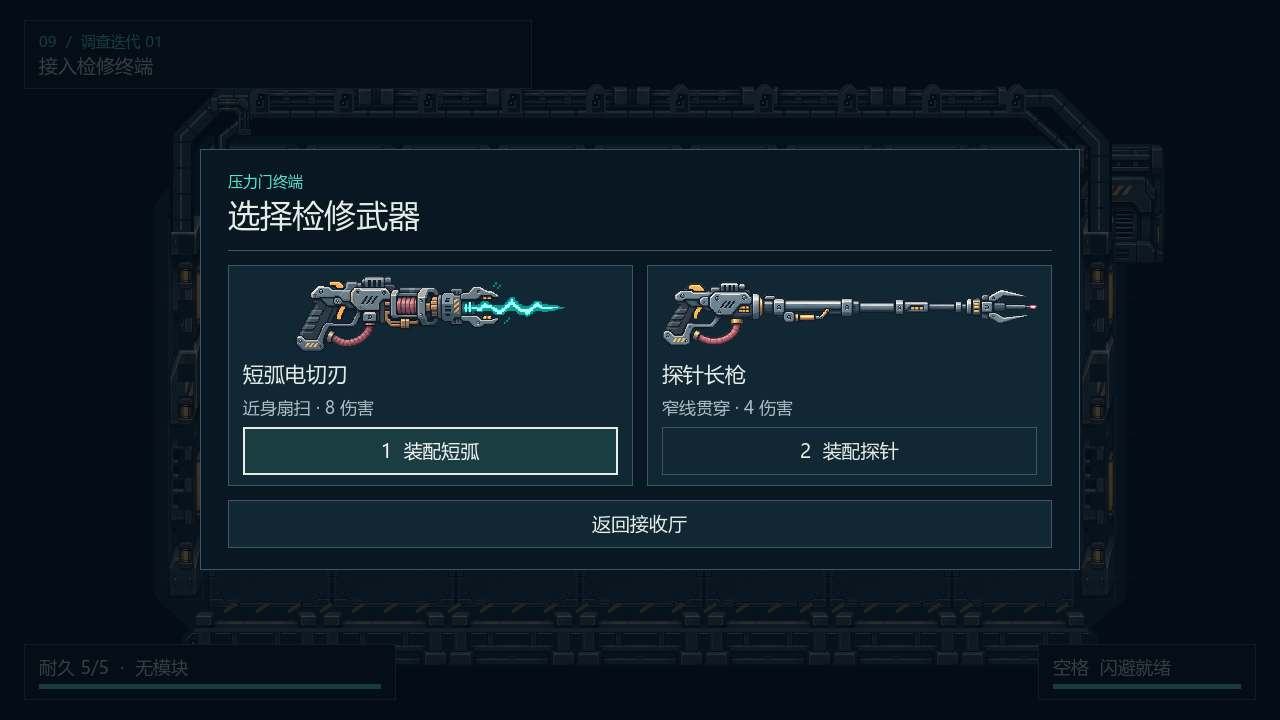 09 / 调查迭代 01
接入检修终端
压力门终端
选择检修武器
短弧电切刃
近身扇扫 · 8 伤害
1 装配短弧
探针长枪
窄线贯穿 · 4 伤害
2 装配探针
返回接收厅
耐久 5/5 · 无模块
空格 闪避就绪